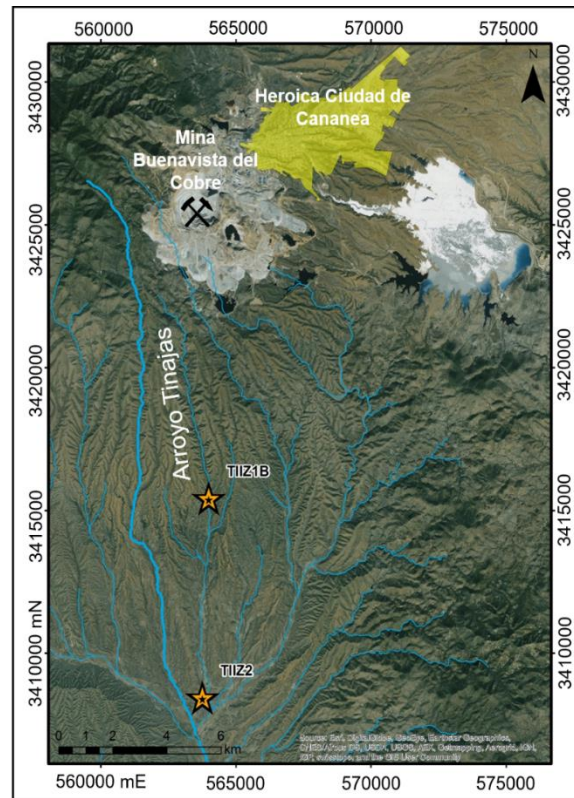 560000 565000 570000 575000
N
3430000
3430000
Heroica Ciudad de
Cananea
Mina
Buenavista del
Cobre
3425000
3425000
3420000
3420000
Arroyo Tinajas
TIIZ1B
3415000
3415000
3410000 mN
3410000
TIIZ2
0 1 2 4 6
km
560000 mE 565000 570000 575000